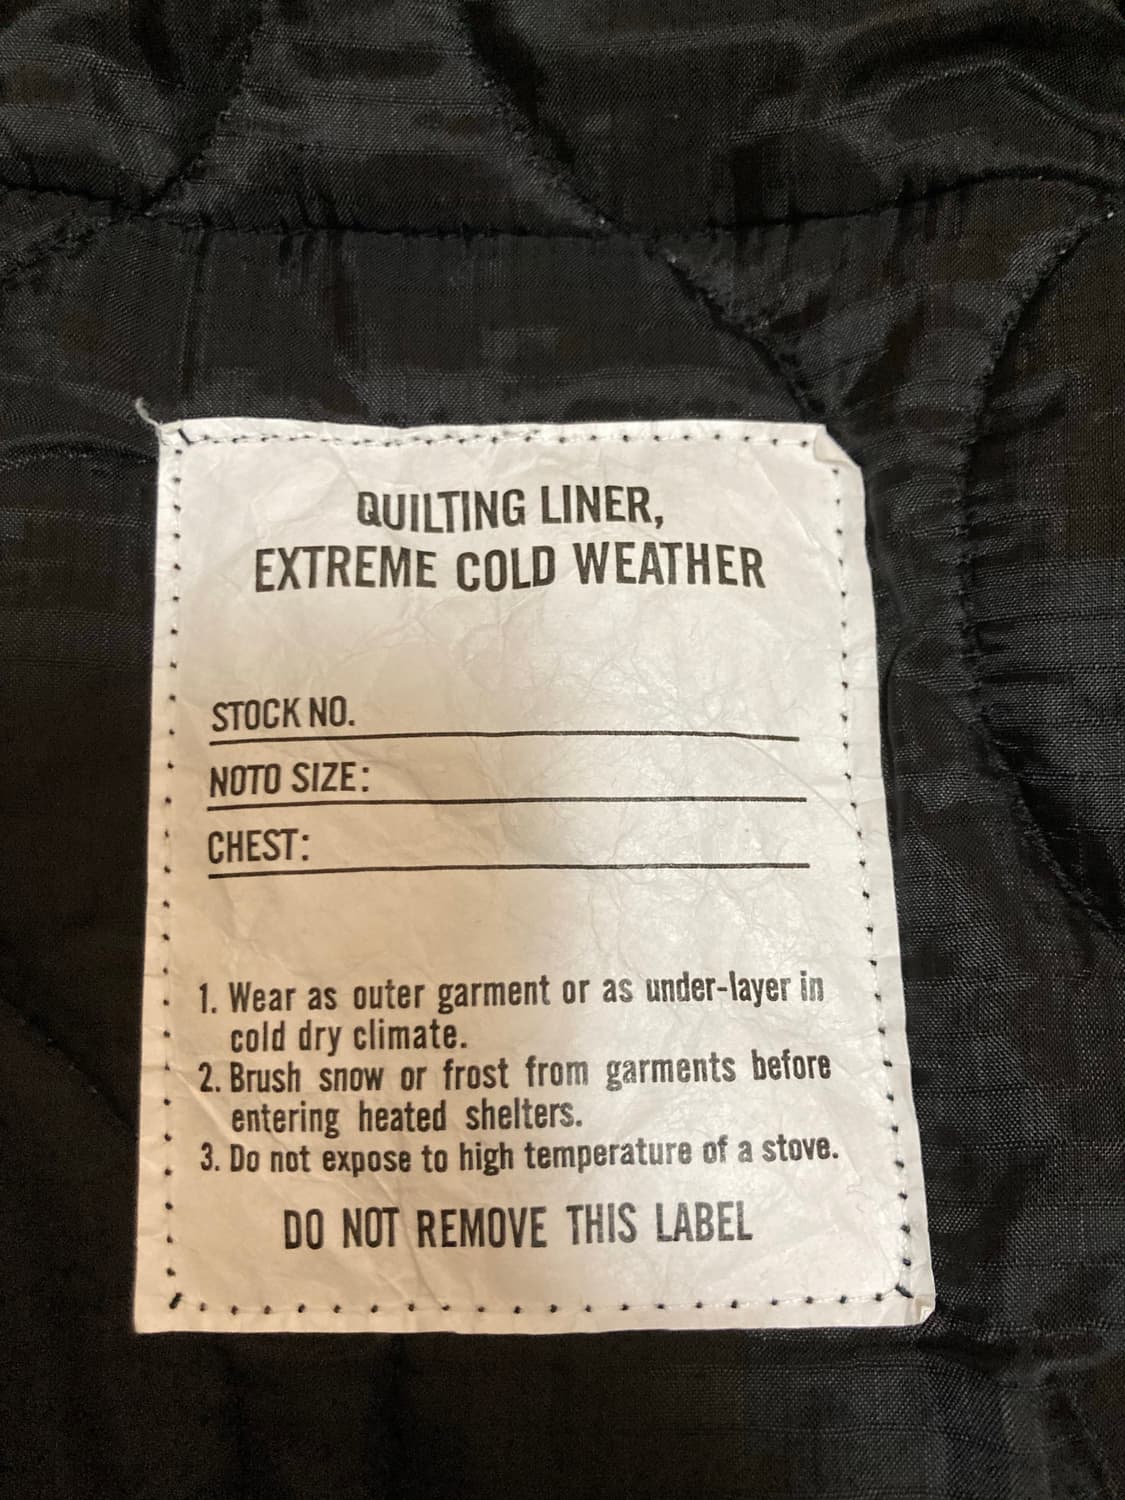 QUILTING LINER,
EXTREME COLD WEATHER
STOCK NO.
NOTO SIZE:
CHEST:
1. Wear as outer garment or as under-layer in
cold dry climate.
2. Brush snow or frost from garments before
entering heated shelters.
3. Do not expose to high temperature of a stove.
DO NOT REMOVE THIS LABEL